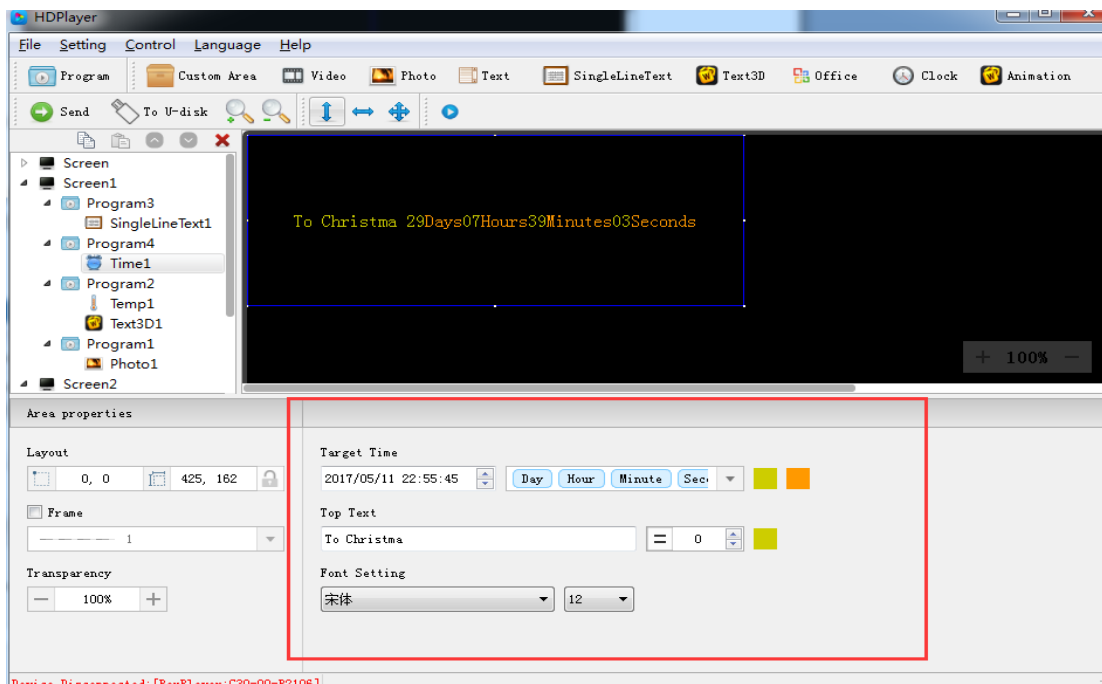 HDPlayer
File Setting Control Language Help
Program Custom Area Video Photo Text SingleLineText Text3D Office Clock Animation
Send To U-disk
Screen
Screen1
Program3
SingleLineText1
Program4
Time1
Program2
Temp1
Text3D1
Program1
Photo1
Screen2
To Christma 29Days07Hours39Minutes03Seconds
+ 100% −
Area properties
Layout
0, 0 425, 162
Frame
1
Transparency
— 100% +
Target Time
2017/05/11 22:55:45 Day Hour Minute Sec
Top Text
To Christma 0
Font Setting
宋体 12